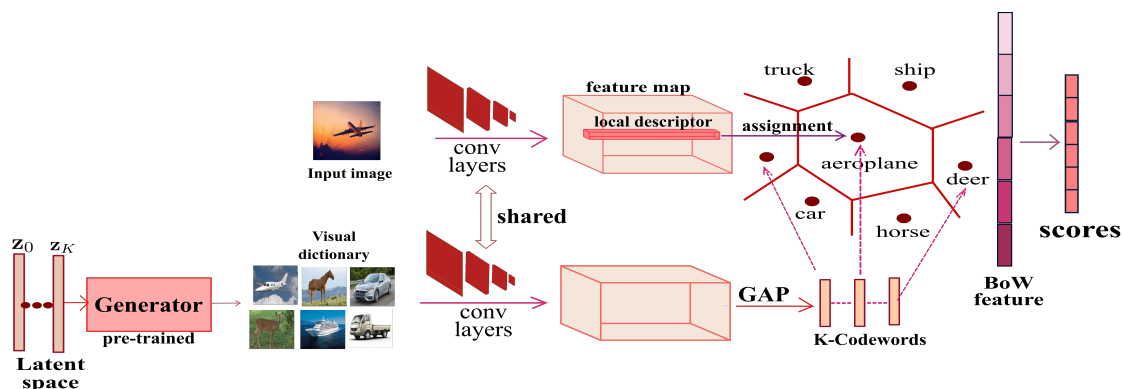 truck
ship
feature map
local descriptor
assignment
aeroplane
deer
car
horse
Input image
conv
layers
shared
scores
Visual
dictionary
z0
zK
Generator
pre-trained
Latent
space
conv
layers
GAP
K-Codewords
BoW
feature